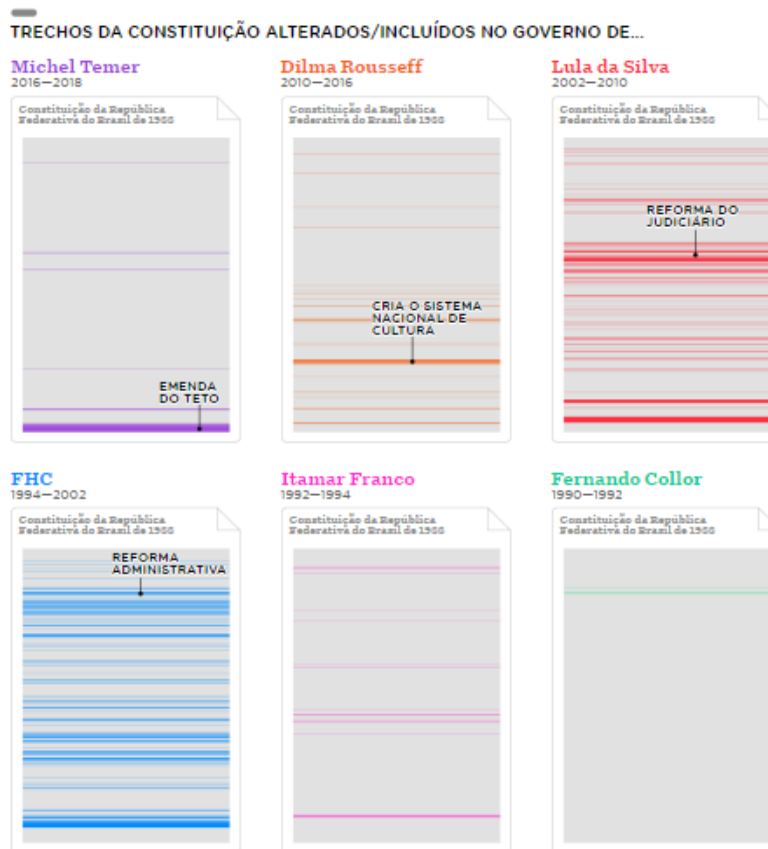 TRECHOS DA CONSTITUIÇÃO ALTERADOS/INCLUÍDOS NO GOVERNO DE...
Michel Temer
2016—2018
Constituição da República
Federativa do Brasil de 1988
EMENDA
DO TETO
Dilma Rousseff
2010—2016
Constituição da República
Federativa do Brasil de 1988
CRIA O SISTEMA
NACIONAL DE
CULTURA
Lula da Silva
2002—2010
Constituição da República
Federativa do Brasil de 1988
REFORMA DO
JUDICIÁRIO
FHC
1994—2002
Constituição da República
Federativa do Brasil de 1988
REFORMA
ADMINISTRATIVA
Itamar Franco
1992—1994
Constituição da República
Federativa do Brasil de 1988
Fernando Collor
1990—1992
Constituição da República
Federativa do Brasil de 1988